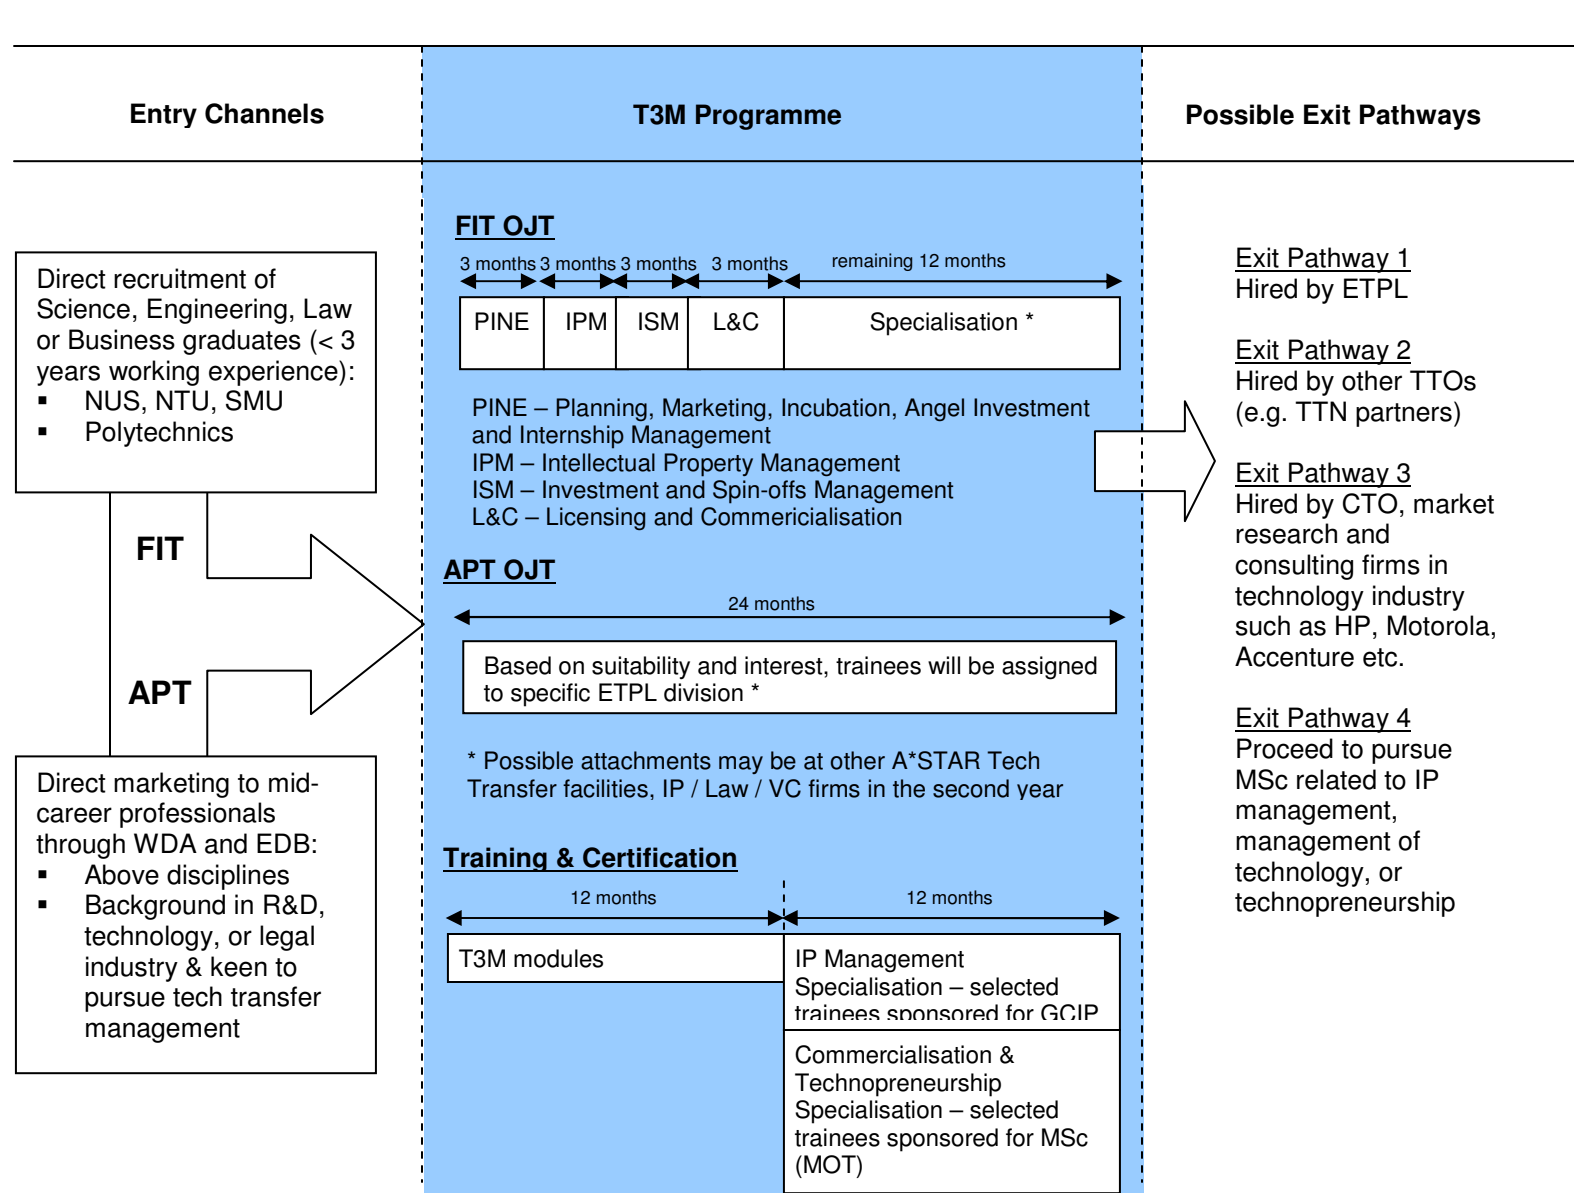 Entry Channels
T3M Programme
Possible Exit Pathways
Direct recruitment of
Science, Engineering, Law
or Business graduates (< 3
years working experience):
▪ NUS, NTU, SMU
▪ Polytechnics
FIT
APT
Direct marketing to mid-
career professionals
through WDA and EDB:
▪ Above disciplines
▪ Background in R&D,
technology, or legal
industry & keen to
pursue tech transfer
management
FIT OJT
3 months 3 months 3 months 3 months remaining 12 months
PINE IPM ISM L&C Specialisation *
PINE – Planning, Marketing, Incubation, Angel Investment
and Internship Management
IPM – Intellectual Property Management
ISM – Investment and Spin-offs Management
L&C – Licensing and Commericialisation
APT OJT
24 months
Based on suitability and interest, trainees will be assigned
to specific ETPL division *
* Possible attachments may be at other A*STAR Tech
Transfer facilities, IP / Law / VC firms in the second year
Training & Certification
12 months 12 months
T3M modules
IP Management
Specialisation – selected
trainees sponsored for GCIP
Commercialisation &
Technopreneurship
Specialisation – selected
trainees sponsored for MSc
(MOT)
Exit Pathway 1
Hired by ETPL
Exit Pathway 2
Hired by other TTOs
(e.g. TTN partners)
Exit Pathway 3
Hired by CTO, market
research and
consulting firms in
technology industry
such as HP, Motorola,
Accenture etc.
Exit Pathway 4
Proceed to pursue
MSc related to IP
management,
management of
technology, or
technopreneurship